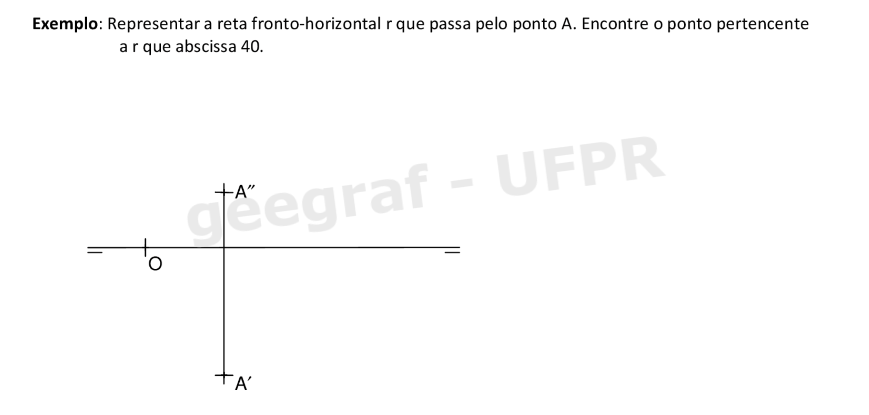 Exemplo: Representar a reta fronto-horizontal r que passa pelo ponto A. Encontre o ponto pertencente
a r que abscissa 40.
geegraf - UFPR
A″
O
A′